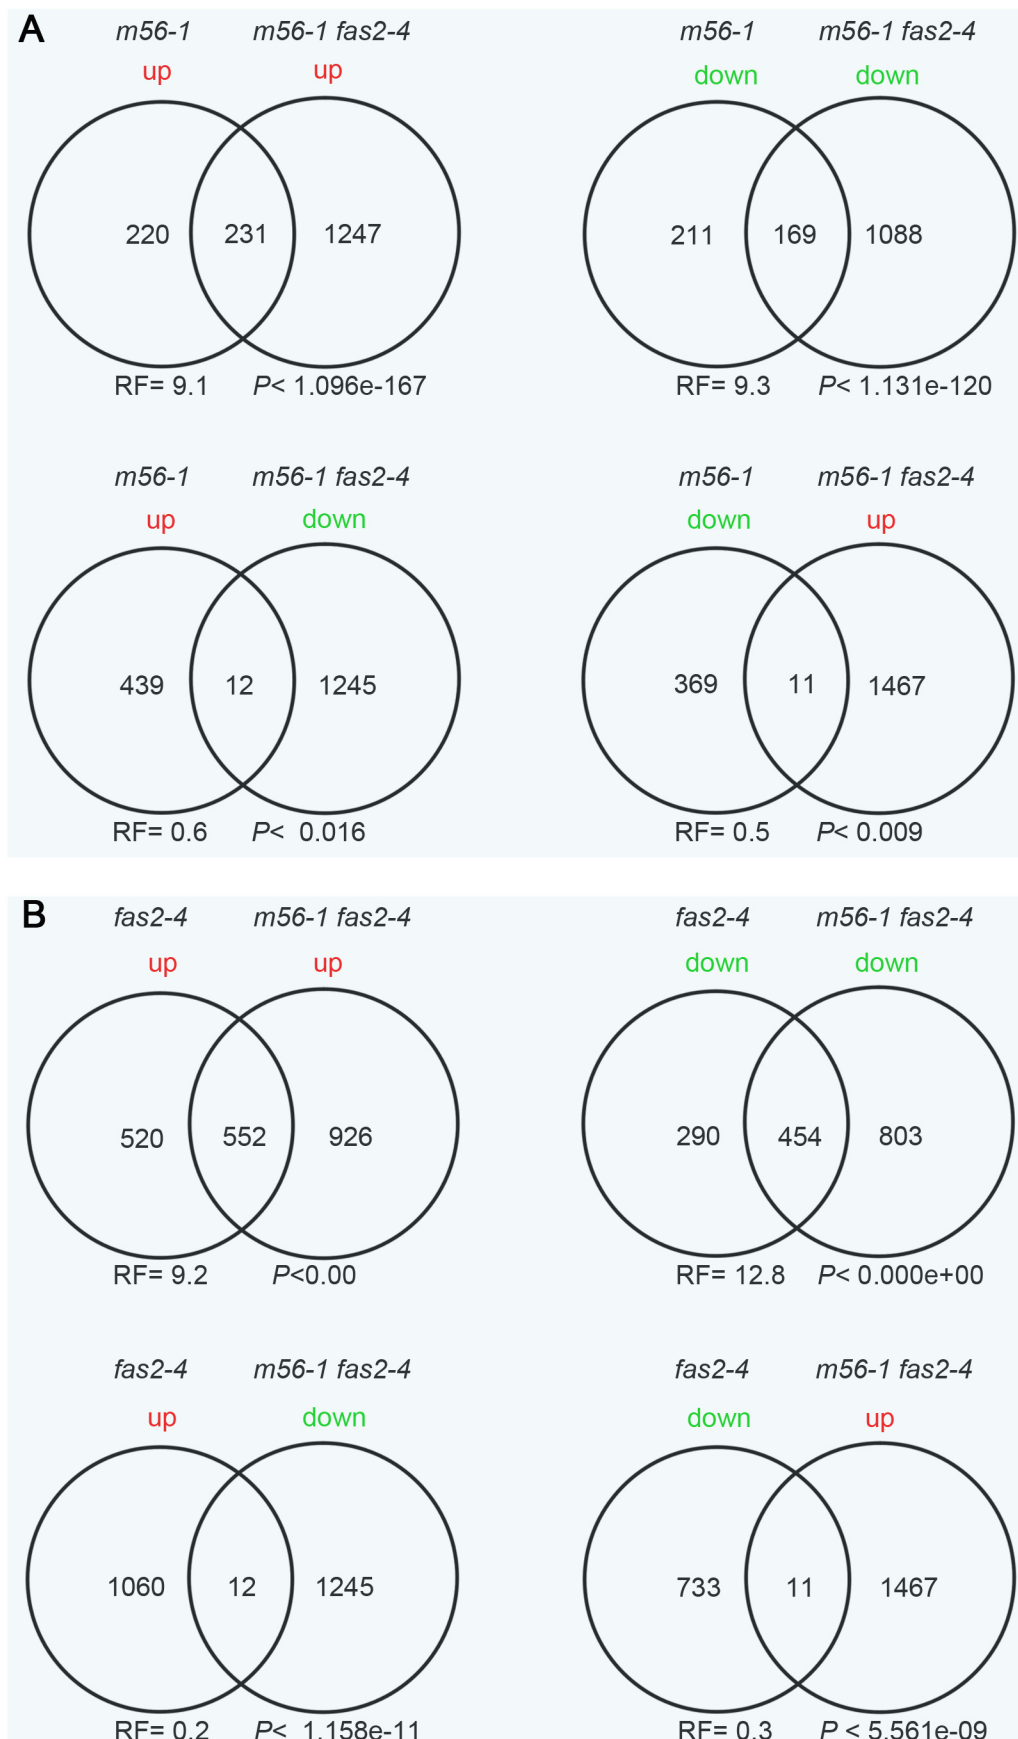 A
m56-1 m56-1 fas2-4 m56-1 m56-1 fas2-4
up up down down
220 231 1247 211 169 1088
RF= 9.1 P< 1.096e-167 RF= 9.3 P< 1.131e-120
m56-1 m56-1 fas2-4 m56-1 m56-1 fas2-4
up down down up
439 12 1245 369 11 1467
RF= 0.6 P< 0.016 RF= 0.5 P< 0.009
B
fas2-4 m56-1 fas2-4 fas2-4 m56-1 fas2-4
up up down down
520 552 926 290 454 803
RF= 9.2 P<0.00 RF= 12.8 P< 0.000e+00
fas2-4 m56-1 fas2-4 fas2-4 m56-1 fas2-4
up down down up
1060 12 1245 733 11 1467
RF= 0.2 P< 1.158e-11 RF= 0.3 P < 5.561e-09